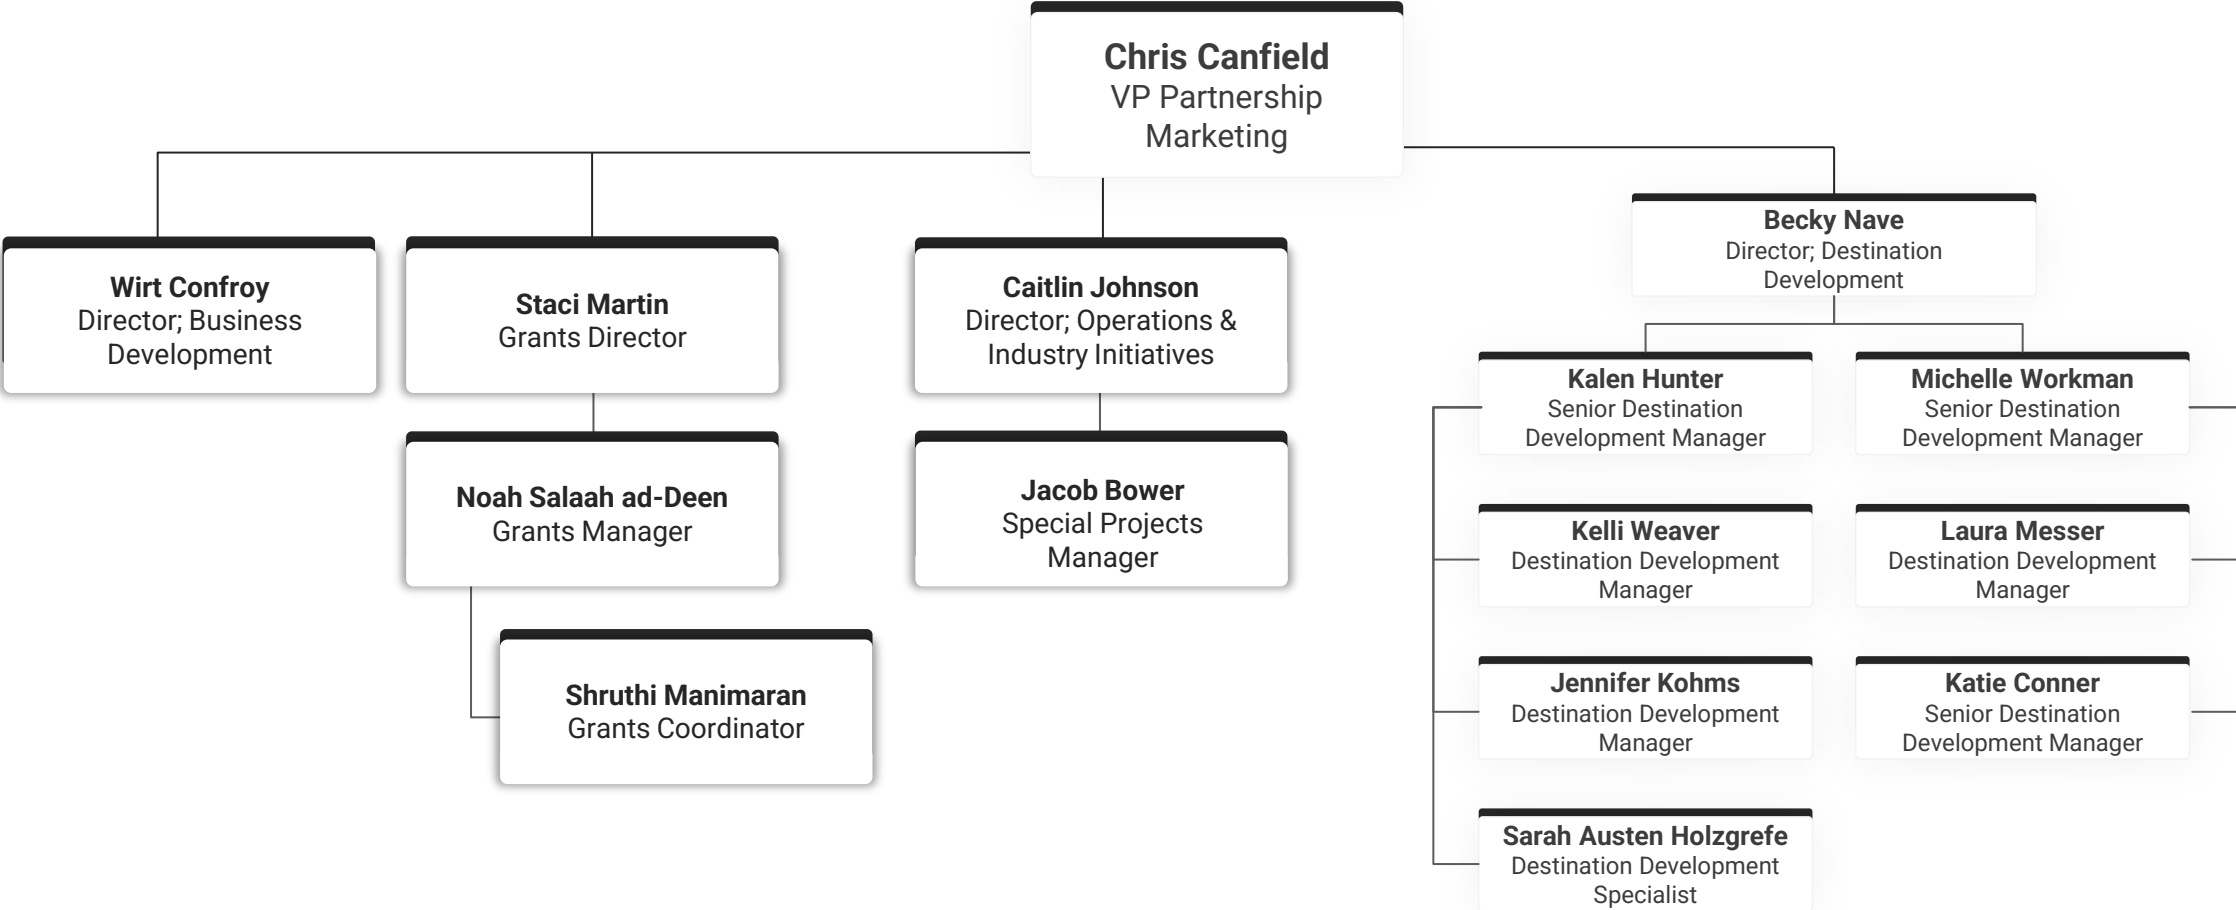 Chris Canfield
VP Partnership
Marketing
Wirt Confroy
Director; Business
Development
Staci Martin
Grants Director
Caitlin Johnson
Director; Operations &
Industry Initiatives
Becky Nave
Director; Destination
Development
Noah Salaah ad-Deen
Grants Manager
Jacob Bower
Special Projects
Manager
Shruthi Manimaran
Grants Coordinator
Kalen Hunter
Senior Destination
Development Manager
Michelle Workman
Senior Destination
Development Manager
Kelli Weaver
Destination Development
Manager
Laura Messer
Destination Development
Manager
Jennifer Kohms
Destination Development
Manager
Katie Conner
Senior Destination
Development Manager
Sarah Austen Holzgrefe
Destination Development
Specialist